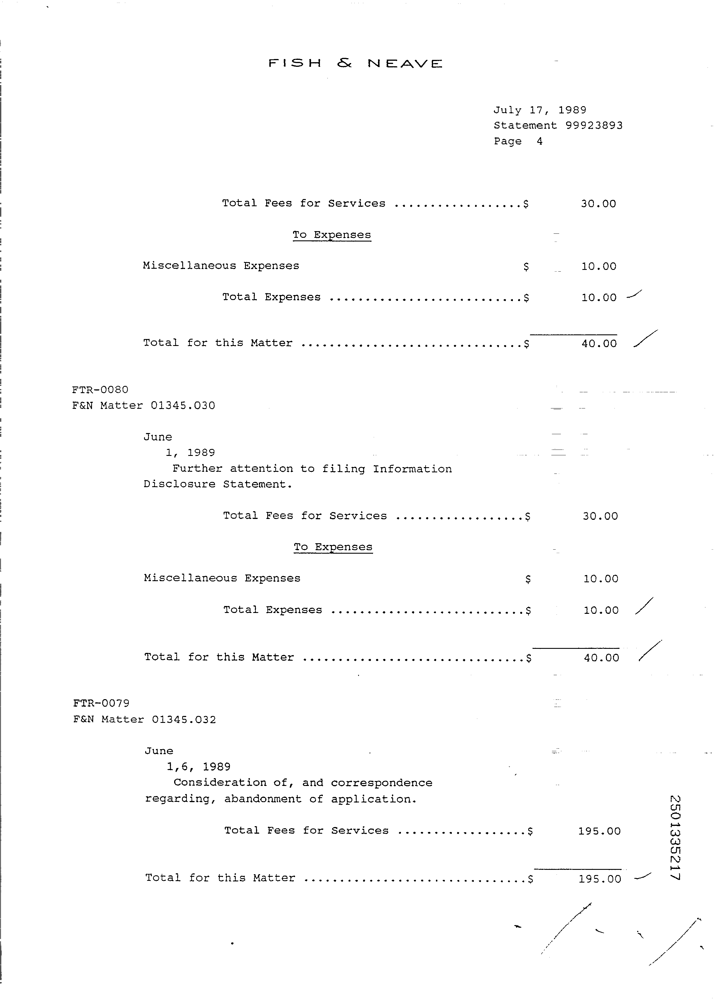 FISH & NEAVE
July 17, 1989
Statement 99923893
Page 4
Total Fees for Services ..................$ 30.00
To Expenses
Miscellaneous Expenses $ 10.00
Total Expenses ...........................$ 10.00
Total for this Matter ...............................$ 40.00
FTR-0080
F&N Matter 01345.030
June
1, 1989
Further attention to filing Information
Disclosure Statement.
Total Fees for Services ..................$ 30.00
To Expenses
Miscellaneous Expenses $ 10.00
Total Expenses ...........................$ 10.00
Total for this Matter ...............................$ 40.00
FTR-0079
F&N Matter 01345.032
June
1,6, 1989
Consideration of, and correspondence
regarding, abandonment of application.
Total Fees for Services ..................$ 195.00
Total for this Matter ...............................$ 195.00
2501335217